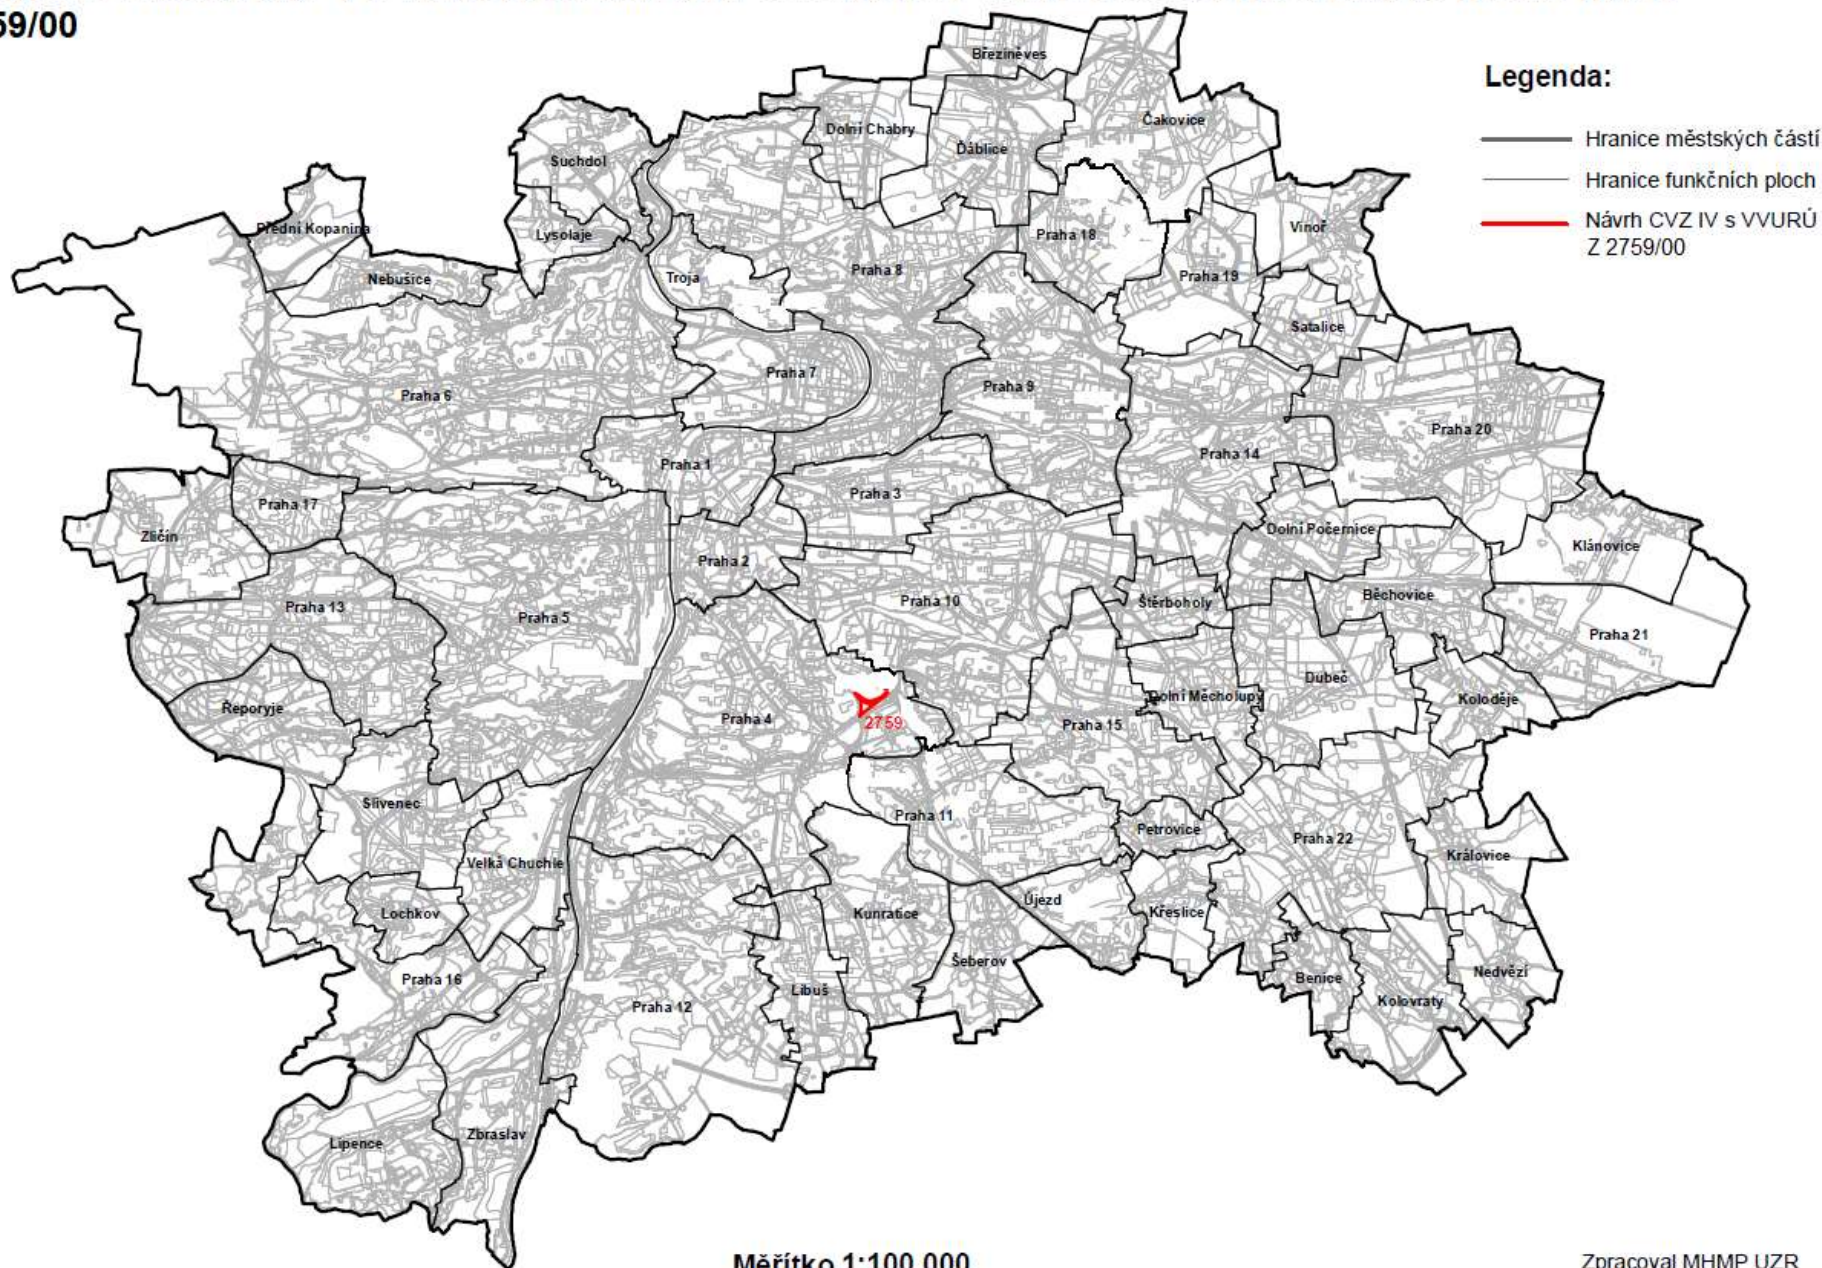 59/00
Legenda:
Hranice městských částí
Hranice funkčních ploch
Návrh CVZ IV s VVURÚ
Z 2759/00
Březiněves
Dolní Chabry
Čakovice
Ďáblice
Suchdol
Přední Kopanina
Lysolaje
Praha 18
Vinoř
Nebušice
Troja
Praha 8
Praha 19
Satalice
Praha 7
Praha 9
Praha 6
Praha 20
Praha 1
Praha 14
Praha 3
Praha 17
Zličín
Dolní Počernice
Klánovice
Praha 2
Praha 13
Praha 5
Praha 10
Štěrboholy
Běchovice
Praha 21
Řeporyje
Praha 4
2759
Praha 15
Dolní Měcholupy
Dubeč
Koloděje
Slivenec
Praha 11
Petrovice
Praha 22
Královice
Velká Chuchle
Lochkov
Kunratice
Újezd
Křeslice
Šeberov
Praha 16
Praha 12
Libuš
Benice
Kolovraty
Nedvězí
Lipence
Zbraslav
Měřítko 1:100 000
Zpracoval MHMP UZR